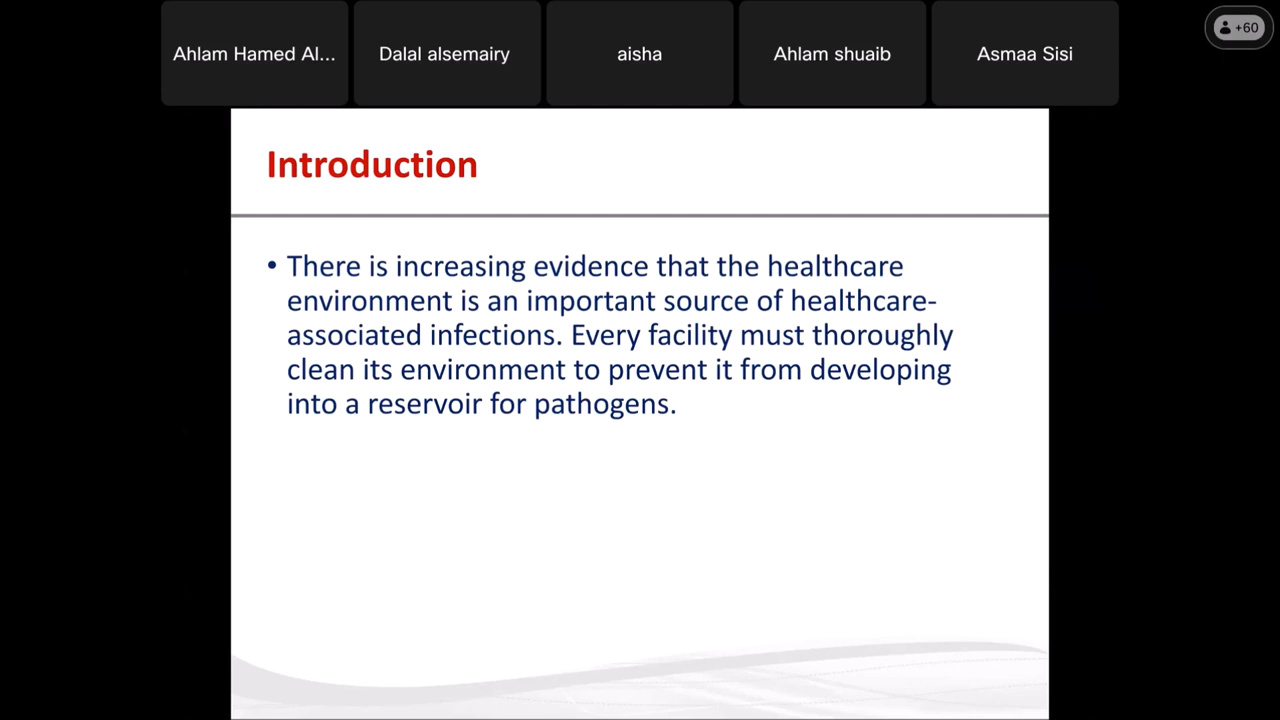 Ahlam Hamed Al...
Dalal alsemairy
aisha
Ahlam shuaib
Asmaa Sisi
+60
Introduction
• There is increasing evidence that the healthcare
environment is an important source of healthcare-
associated infections. Every facility must thoroughly
clean its environment to prevent it from developing
into a reservoir for pathogens.